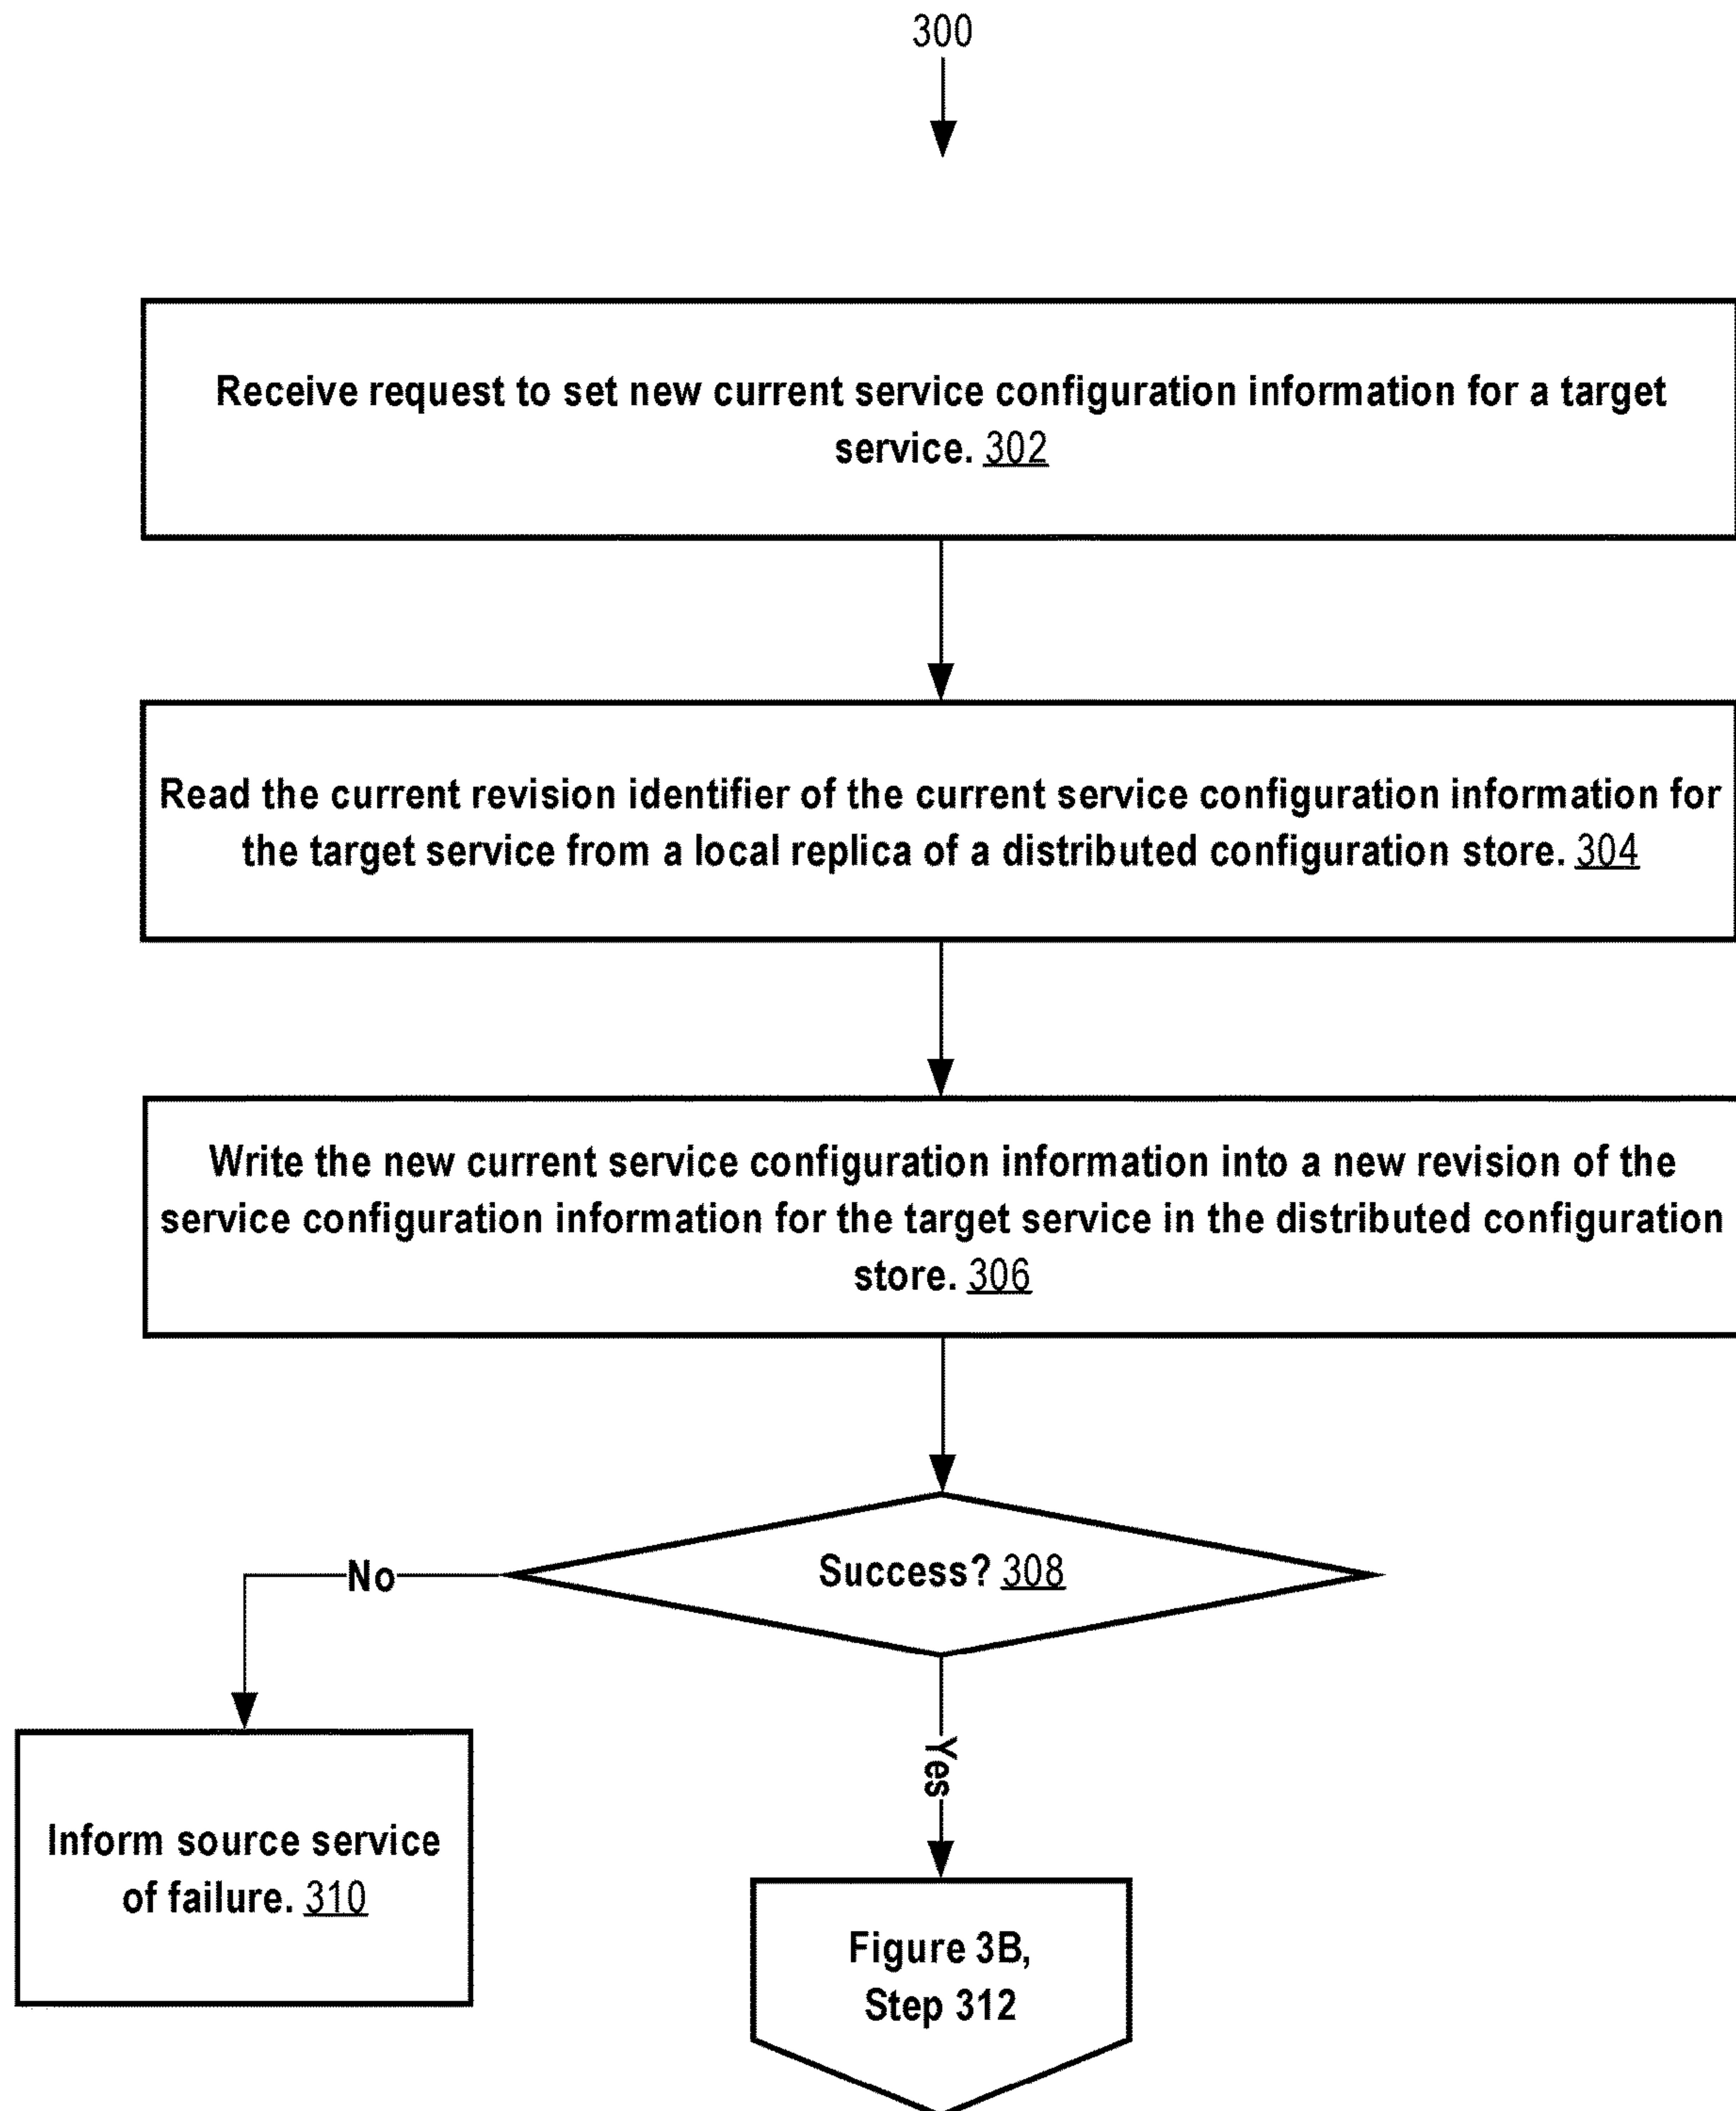 300
Receive request to set new current service configuration information for a target
service. 302
Read the current revision identifier of the current service configuration information for
the target service from a local replica of a distributed configuration store. 304
Write the new current service configuration information into a new revision of the
service configuration information for the target service in the distributed configuration
store. 306
Success? 308
No
Yes
Inform source service
of failure. 310
Figure 3B,
Step 312